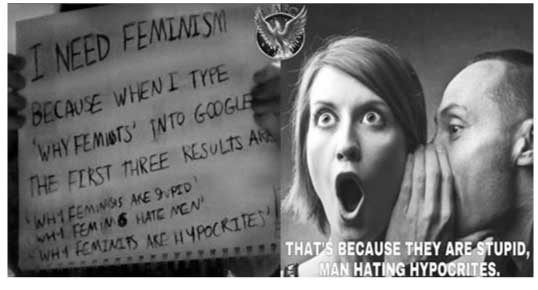 I NEED FEMINISM
BECAUSE WHEN I TYPE
'WHY FEMINISTS' INTO GOOGLE
THE FIRST THREE RESULTS ARE
'WHY FEMINISTS ARE STUPID'
WHY HATE MEN'
'WHY FEMINISTS ARE HYPOCRITES'
THAT'S BECAUSE THEY ARE STUPID,
MAN HATING HYPOCRITES.